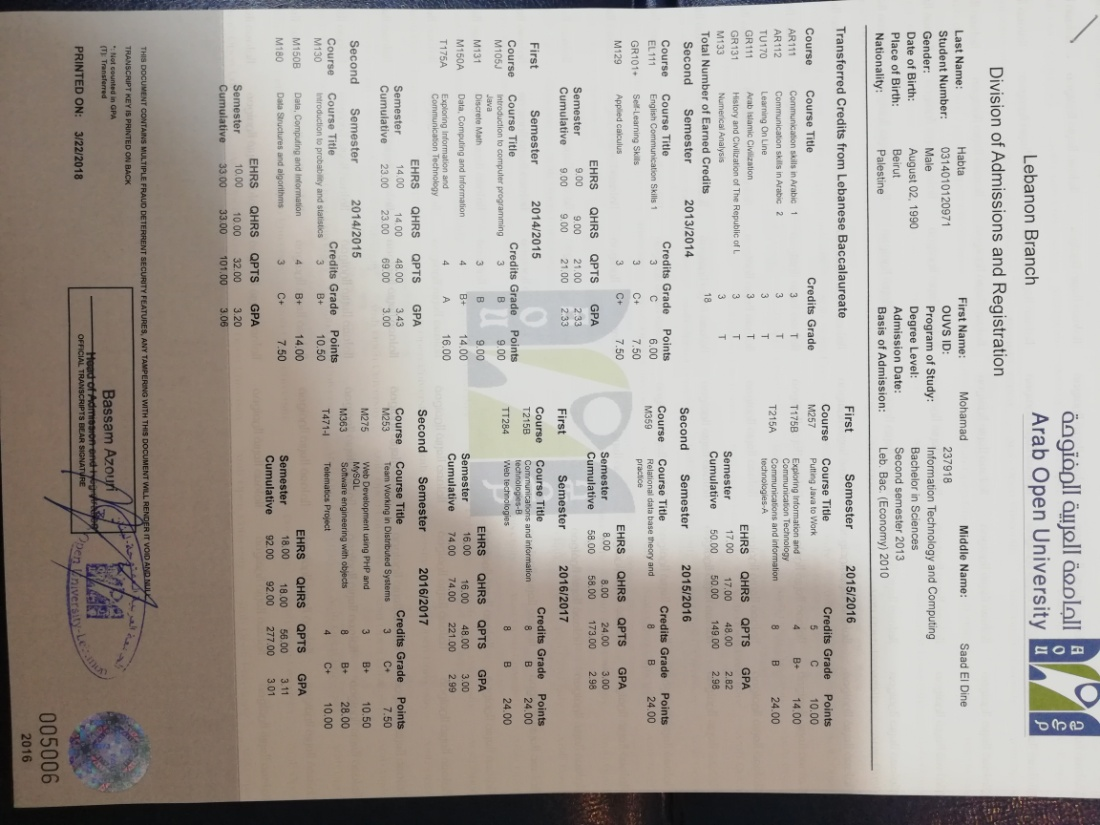 الجامعة العربية المفتوحة
Arab Open University
Lebanon Branch
Division of Admissions and Registration
Last Name: Habta First Name: Mohamad Middle Name: Saad El Dine
Student Number: 0314010120971 OUVS ID: 237918
Gender: Male Program of Study: Information Technology and Computing
Date of Birth: August 02, 1990 Degree Level: Bachelor in Sciences
Place of Birth: Beirut Admission Date: Second semester 2013
Nationality: Palestine Basis of Admission: Leb. Bac. (Economy) 2010
Transferred Credits from Lebanese Baccalaureate
Course Course Title Credits Grade
AR111 Communication skills in Arabic 1 3 T
AR112 Communication skills in Arabic 2 3 T
TU170 Learning On Line 3 T
GR111 Arab Islamic Civilization 3 T
GR131 History and Civilization of The Republic of L 3 T
M133 Numerical Analysis 3 T
Total Number of Earned Credits 18
Second Semester 2013/2014
Course Course Title Credits Grade Points
EL111 English Communication Skills 1 3 C 6.00
GR101+ Self-Learning Skills 3 C+ 7.50
M129 Applied calculus 3 C+ 7.50
EHRS QHRS QPTS GPA
Semester 9.00 9.00 21.00 2.33
Cumulative 9.00 9.00 21.00 2.33
First Semester 2014/2015
Course Course Title Credits Grade Points
M105J Introduction to computer programming 3 B 9.00
Java
M131 Discrete Math 3 B 9.00
M150A Data, Computing and Information 4 B+ 14.00
T175A Exploring Information and 4 A 16.00
Communication Technology
EHRS QHRS QPTS GPA
Semester 14.00 14.00 48.00 3.43
Cumulative 23.00 23.00 69.00 3.00
Second Semester 2014/2015
Course Course Title Credits Grade Points
M130 Introduction to probability and statistics 3 B+ 10.50
M150B Data, Computing and Information 4 B+ 14.00
M180 Data Structures and algorithms 3 C+ 7.50
EHRS QHRS QPTS GPA
Semester 10.00 10.00 32.00 3.20
Cumulative 33.00 33.00 101.00 3.06
First Semester 2015/2016
Course Course Title Credits Grade Points
M257 Putting Java to Work 5 C 10.00
T175B Exploring Information and 4 B+ 14.00
Communication Technology
T215A Communications and information 8 B 24.00
technologies-A
EHRS QHRS QPTS GPA
Semester 17.00 17.00 48.00 2.82
Cumulative 50.00 50.00 149.00 2.98
Second Semester 2015/2016
Course Course Title Credits Grade Points
M359 Relational data base theory and 8 B 24.00
practice
EHRS QHRS QPTS GPA
Semester 8.00 8.00 24.00 3.00
Cumulative 58.00 58.00 173.00 2.98
First Semester 2016/2017
Course Course Title Credits Grade Points
T215B Communications and information 8 B 24.00
technologies-B
TT284 Web technologies 8 B 24.00
EHRS QHRS QPTS GPA
Semester 16.00 16.00 48.00 3.00
Cumulative 74.00 74.00 221.00 2.99
Second Semester 2016/2017
Course Course Title Credits Grade Points
M253 Team Working in Distributed Systems 3 C+ 7.50
M275 Web Development using PHP and 3 B+ 10.50
MySQL
M363 Software engineering with objects 8 B+ 28.00
T471-I Telematics Project 4 C+ 10.00
EHRS QHRS QPTS GPA
Semester 18.00 18.00 56.00 3.11
Cumulative 92.00 92.00 277.00 3.01
THIS DOCUMENT CONTAINS MULTIPLE FRAUD DETERRENT SECURITY FEATURES, ANY TAMPERING WITH THIS DOCUMENT WILL RENDER IT VOID AND NULL
TRANSCRIPT KEY IS PRINTED ON BACK
*: Not counted in GPA
(T): Transferred
PRINTED ON: 3/22/2018
Bassam Azouri
Head of Admission and
OFFICIAL TRANSCRIPTS BEAR SIGNATURE
Open University-Lebanon
005006
2016